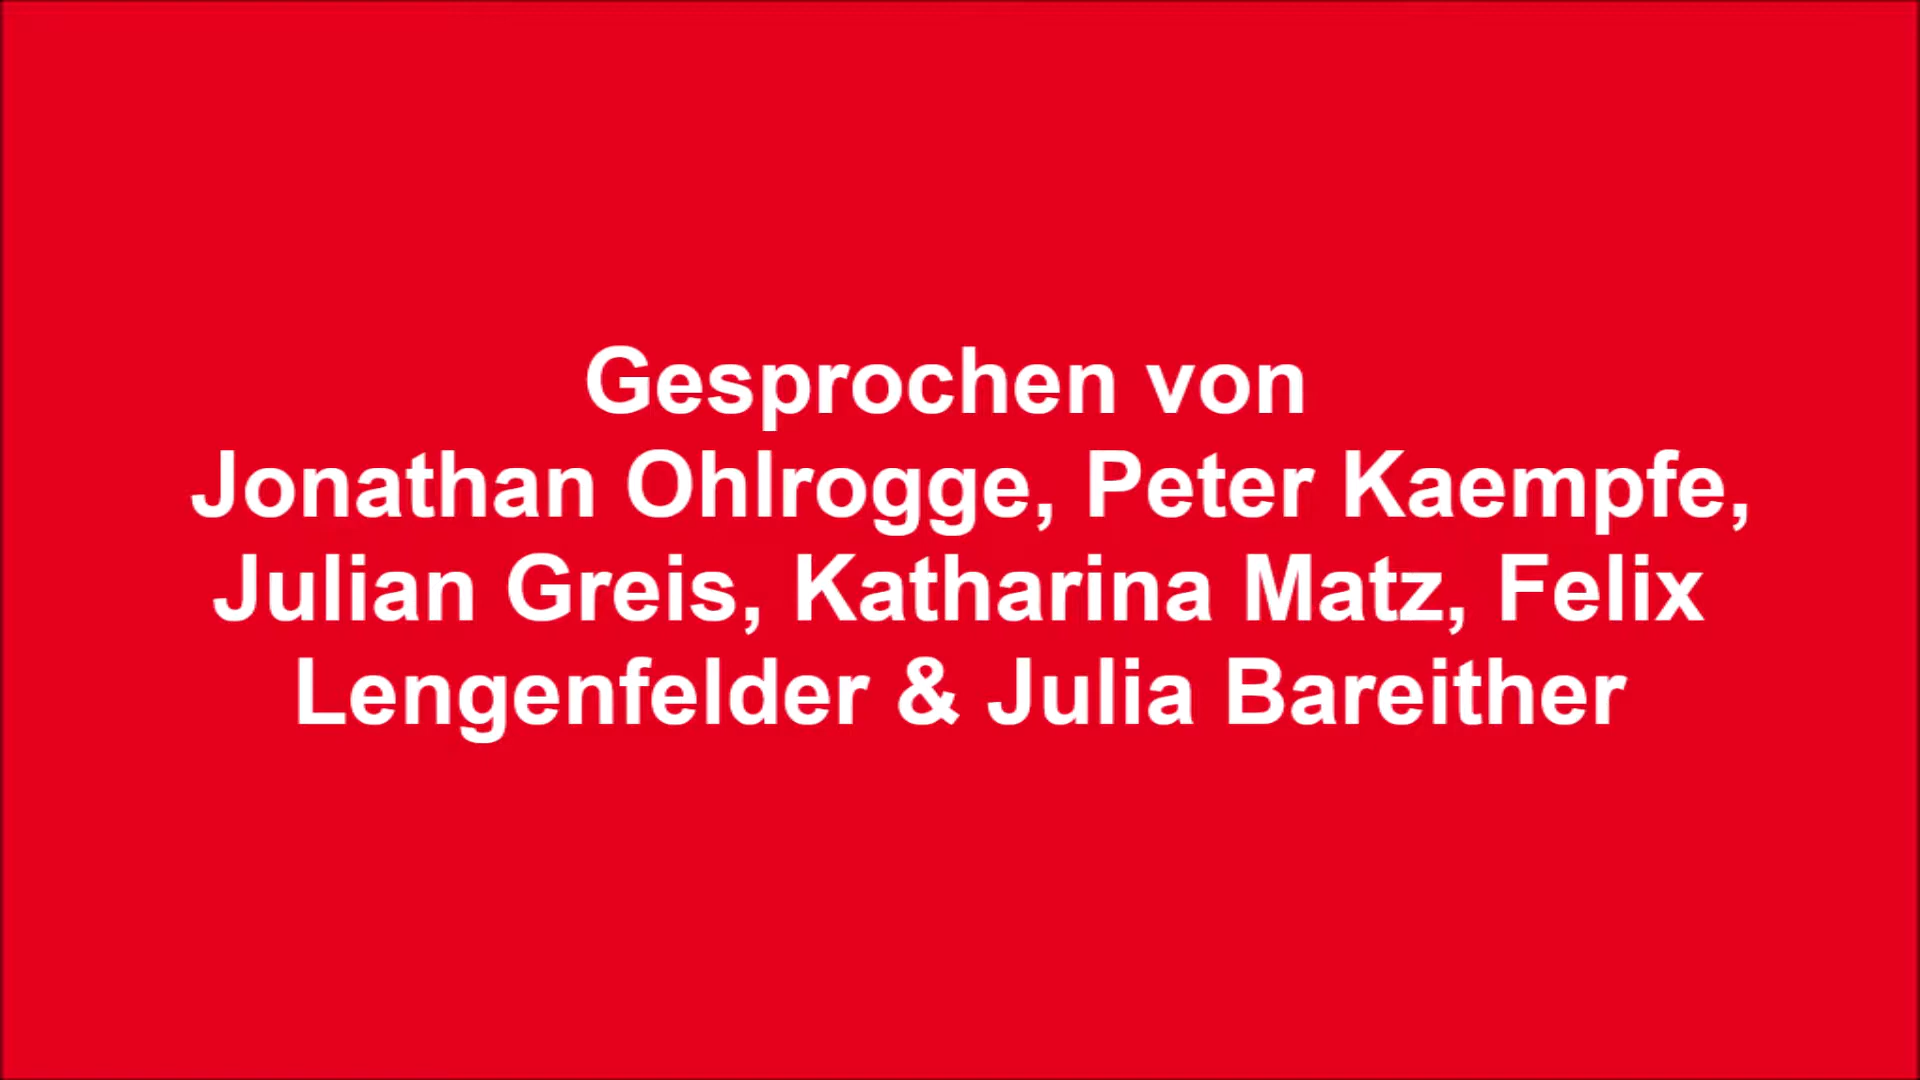 Gesprochen von
Jonathan Ohlrogge, Peter Kaempfe,
Julian Greis, Katharina Matz, Felix
Lengenfelder & Julia Bareither